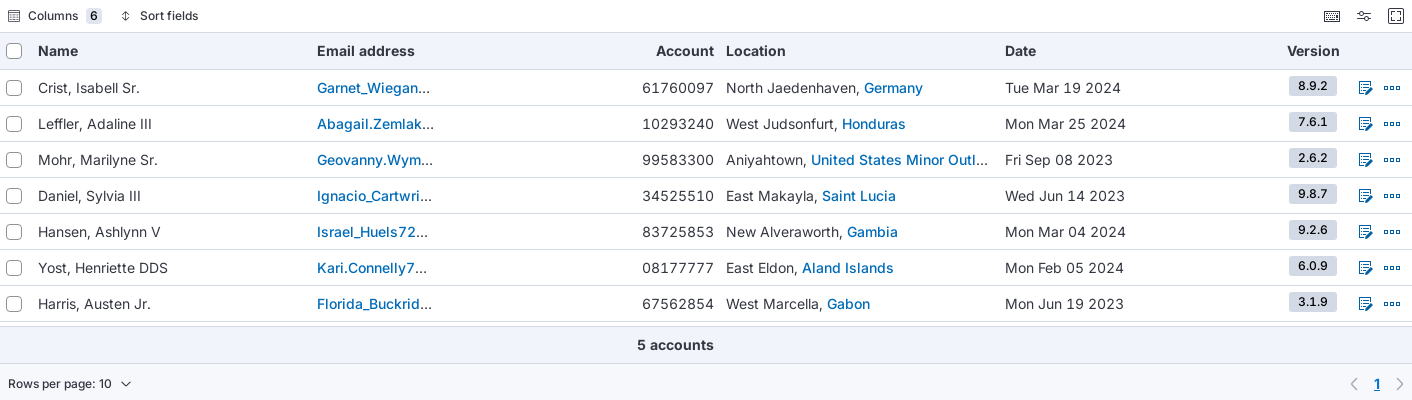 Columns 6 Sort fields
Name Email address Account Location Date Version
Crist, Isabell Sr. Garnet_Wiegan... 61760097 North Jaedenhaven, Germany Tue Mar 19 2024 8.9.2
Leffler, Adaline III Abagail.Zemlak... 10293240 West Judsonfurt, Honduras Mon Mar 25 2024 7.6.1
Mohr, Marilyne Sr. Geovanny.Wym... 99583300 Aniyahtown, United States Minor Outl... Fri Sep 08 2023 2.6.2
Daniel, Sylvia III Ignacio_Cartwri... 34525510 East Makayla, Saint Lucia Wed Jun 14 2023 9.8.7
Hansen, Ashlynn V Israel_Huels72... 83725853 New Alveraworth, Gambia Mon Mar 04 2024 9.2.6
Yost, Henriette DDS Kari.Connelly7... 08177777 East Eldon, Aland Islands Mon Feb 05 2024 6.0.9
Harris, Austen Jr. Florida_Buckrid... 67562854 West Marcella, Gabon Mon Jun 19 2023 3.1.9
5 accounts
Rows per page: 10 1